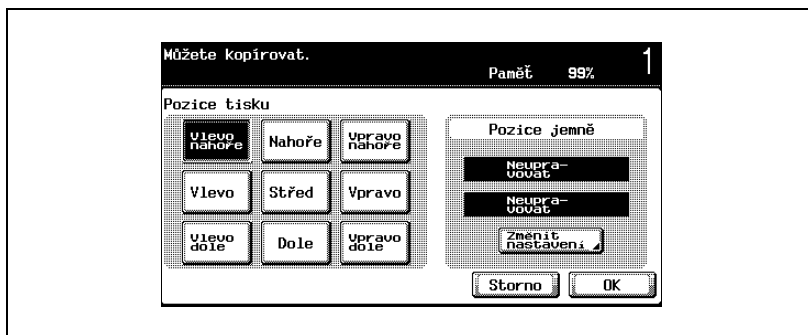 Můžete kopírovat.
Paměť 99% 1
Pozice tisku
Vlevo
nahoře
Nahoře
Vpravo
nahoře
Vlevo
Střed
Vpravo
Vlevo
dole
Dole
Vpravo
dole
Pozice jemně
Neupra-
vovat
Neupra-
vovat
Změnit
nastavení
Storno
OK